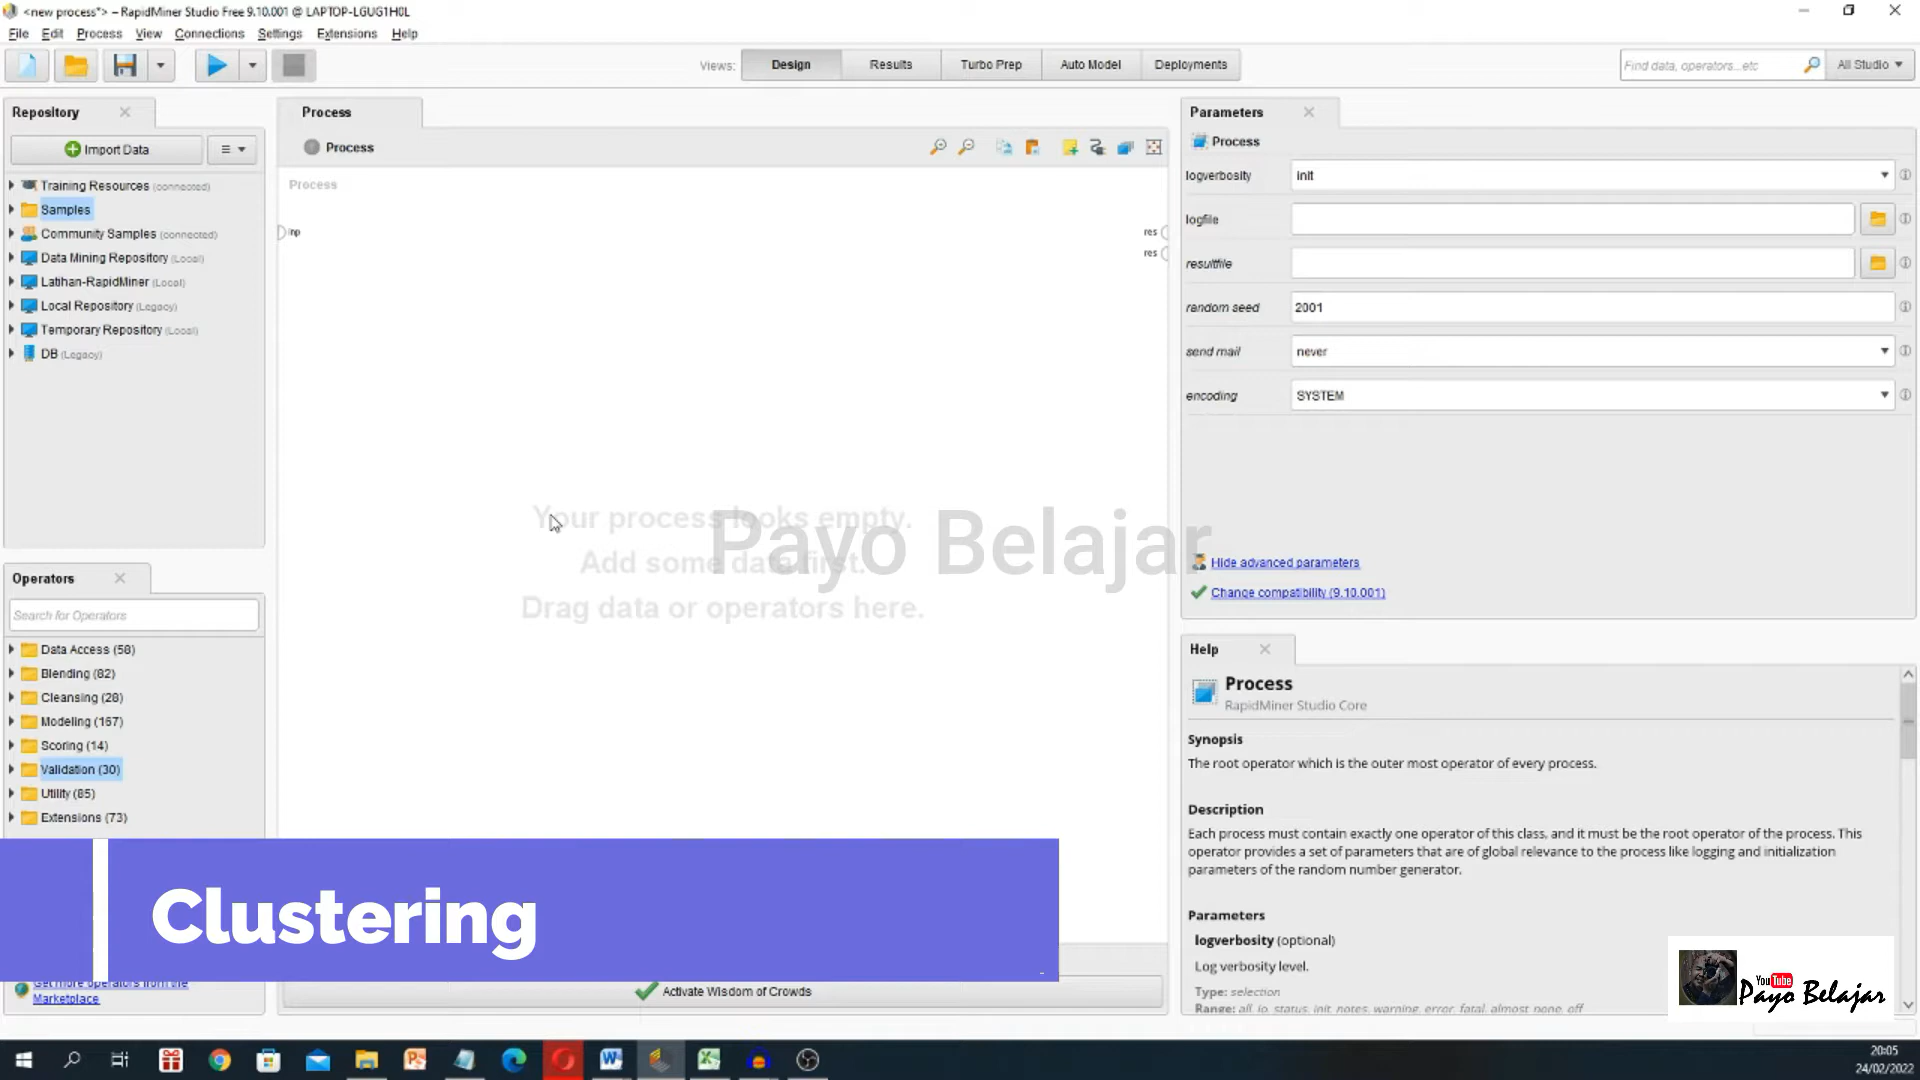 <new process*> – RapidMiner Studio Free 9.10.001 @ LAPTOP-LGUG1H0L
File Edit Process View Connections Settings Extensions Help
Views: Design Results Turbo Prep Auto Model Deployments
Find data, operators...etc
All Studio
Repository
Import Data
Training Resources (connected)
Samples
Community Samples (connected)
Data Mining Repository (Local)
Latihan-RapidMiner (Local)
Local Repository (Legacy)
Temporary Repository (Local)
DB (Legacy)
Operators
Search for Operators
Data Access (58)
Blending (82)
Cleansing (28)
Modeling (167)
Scoring (14)
Validation (30)
Utility (85)
Extensions (73)
Get more operators from the
Marketplace
Process
Process
Process
inp
res
res
Your process looks empty.
Add some data first.
Drag data or operators here.
Payo Belajar
Activate Wisdom of Crowds
Parameters
Process
logverbosity init
logfile
resultfile
random seed 2001
send mail never
encoding SYSTEM
Hide advanced parameters
Change compatibility (9.10.001)
Help
Process
RapidMiner Studio Core
Synopsis
The root operator which is the outer most operator of every process.
Description
Each process must contain exactly one operator of this class, and it must be the root operator of the process. This
operator provides a set of parameters that are of global relevance to the process like logging and initialization
parameters of the random number generator.
Parameters
logverbosity (optional)
Log verbosity level.
Type: selection
Range: all, io, status, init, notes, warning, error, fatal, almost_none, off
Clustering
YouTube
Payo Belajar
20:05
24/02/2022